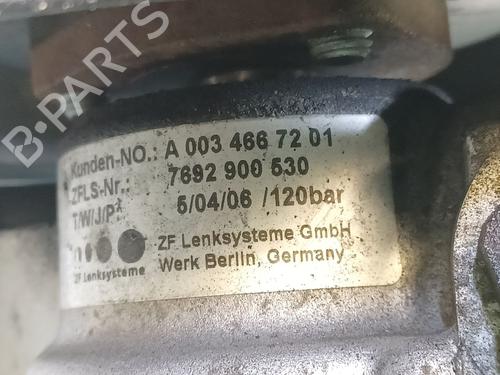 Kunden-NO.: A 003 466 72 01
ZFLS-Nr.: 7692 900 530
T/W/J/P* 5/04/06 /120bar
ZF Lenksysteme GmbH
ZF Lenksysteme Werk Berlin, Germany
B-PARTS